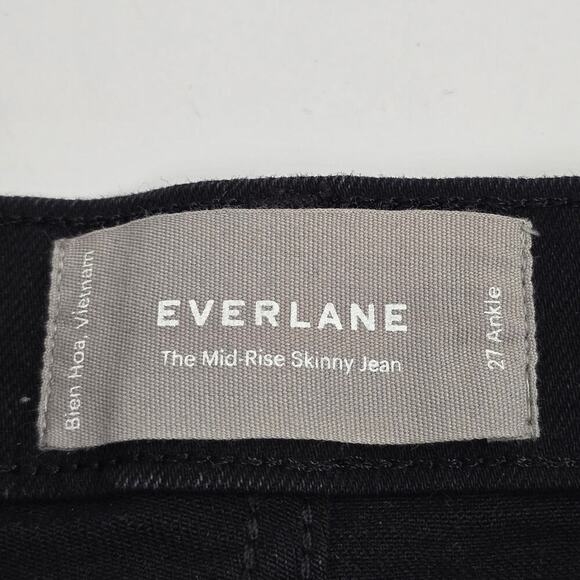 Bien Hoa, Vietnam
EVERLANE
The Mid-Rise Skinny Jean
27 Ankle